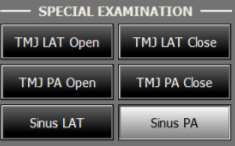 SPECIAL EXAMINATION
TMJ LAT Open TMJ LAT Close
TMJ PA Open TMJ PA Close
Sinus LAT Sinus PA